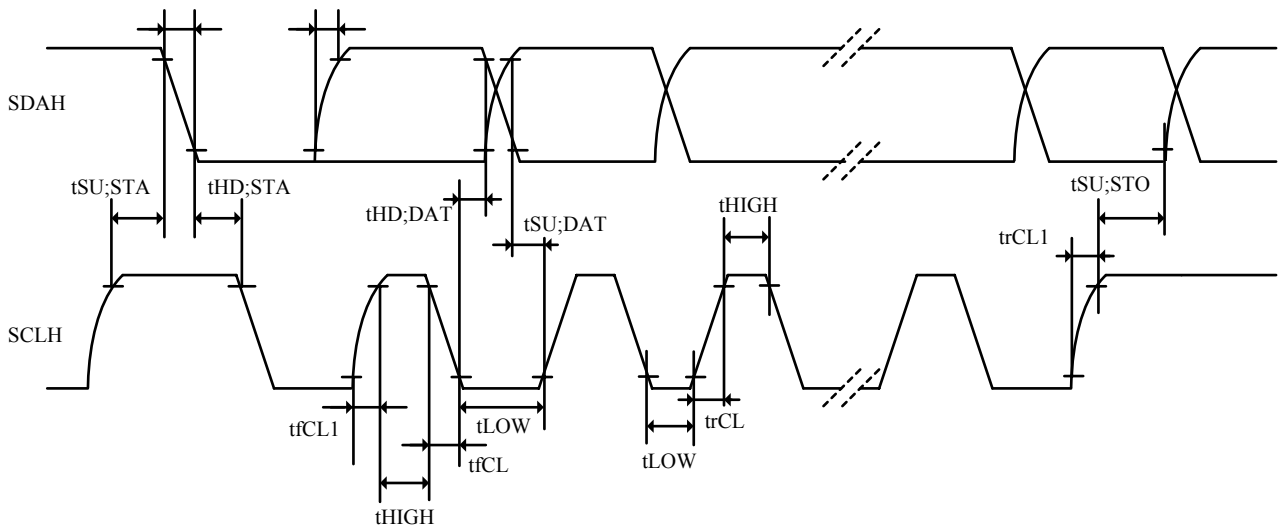 SDAH
tSU;STA
tHD;STA
tHD;DAT
tSU;DAT
tHIGH
tSU;STO
trCL1
SCLH
tfCL1
tHIGH
tfCL
tLOW
tLOW
trCL